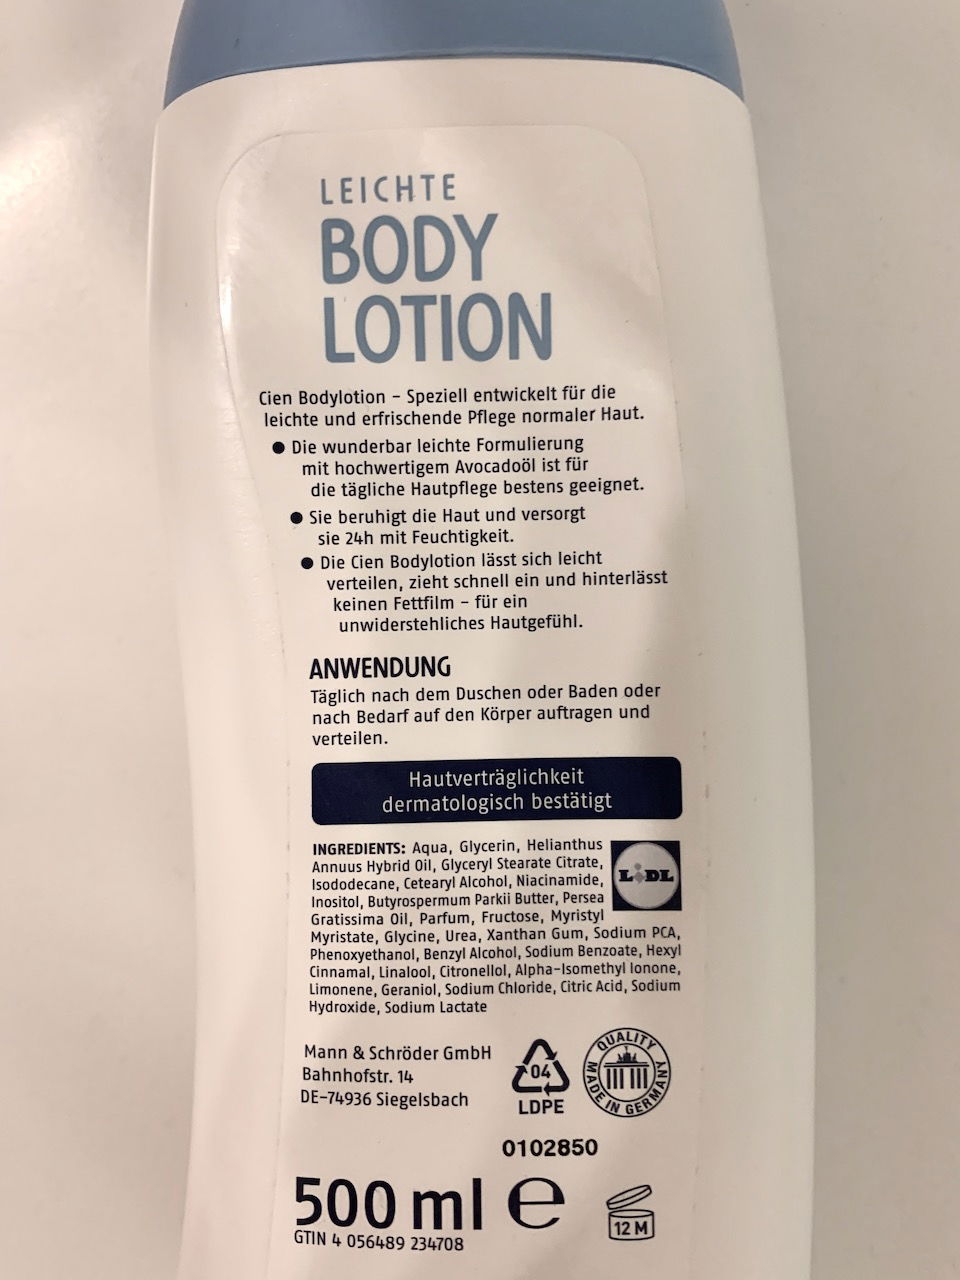 LEICHTE
BODY
LOTION
Cien Bodylotion – Speziell entwickelt für die
leichte und erfrischende Pflege normaler Haut.
● Die wunderbar leichte Formulierung
mit hochwertigem Avocadoöl ist für
die tägliche Hautpflege bestens geeignet.
● Sie beruhigt die Haut und versorgt
sie 24h mit Feuchtigkeit.
● Die Cien Bodylotion lässt sich leicht
verteilen, zieht schnell ein und hinterlässt
keinen Fettfilm – für ein
unwiderstehliches Hautgefühl.
ANWENDUNG
Täglich nach dem Duschen oder Baden oder
nach Bedarf auf den Körper auftragen und
verteilen.
Hautverträglichkeit
dermatologisch bestätigt
INGREDIENTS: Aqua, Glycerin, Helianthus
Annuus Hybrid Oil, Glyceryl Stearate Citrate,
Isododecane, Cetearyl Alcohol, Niacinamide,
Inositol, Butyrospermum Parkii Butter, Persea
Gratissima Oil, Parfum, Fructose, Myristyl
Myristate, Glycine, Urea, Xanthan Gum, Sodium PCA,
Phenoxyethanol, Benzyl Alcohol, Sodium Benzoate, Hexyl
Cinnamal, Linalool, Citronellol, Alpha-Isomethyl Ionone,
Limonene, Geraniol, Sodium Chloride, Citric Acid, Sodium
Hydroxide, Sodium Lactate
LIDL
Mann & Schröder GmbH
Bahnhofstr. 14
DE-74936 Siegelsbach
04
LDPE
QUALITY
MADE IN GERMANY
0102850
500 ml e
GTIN 4 056489 234708
12 M